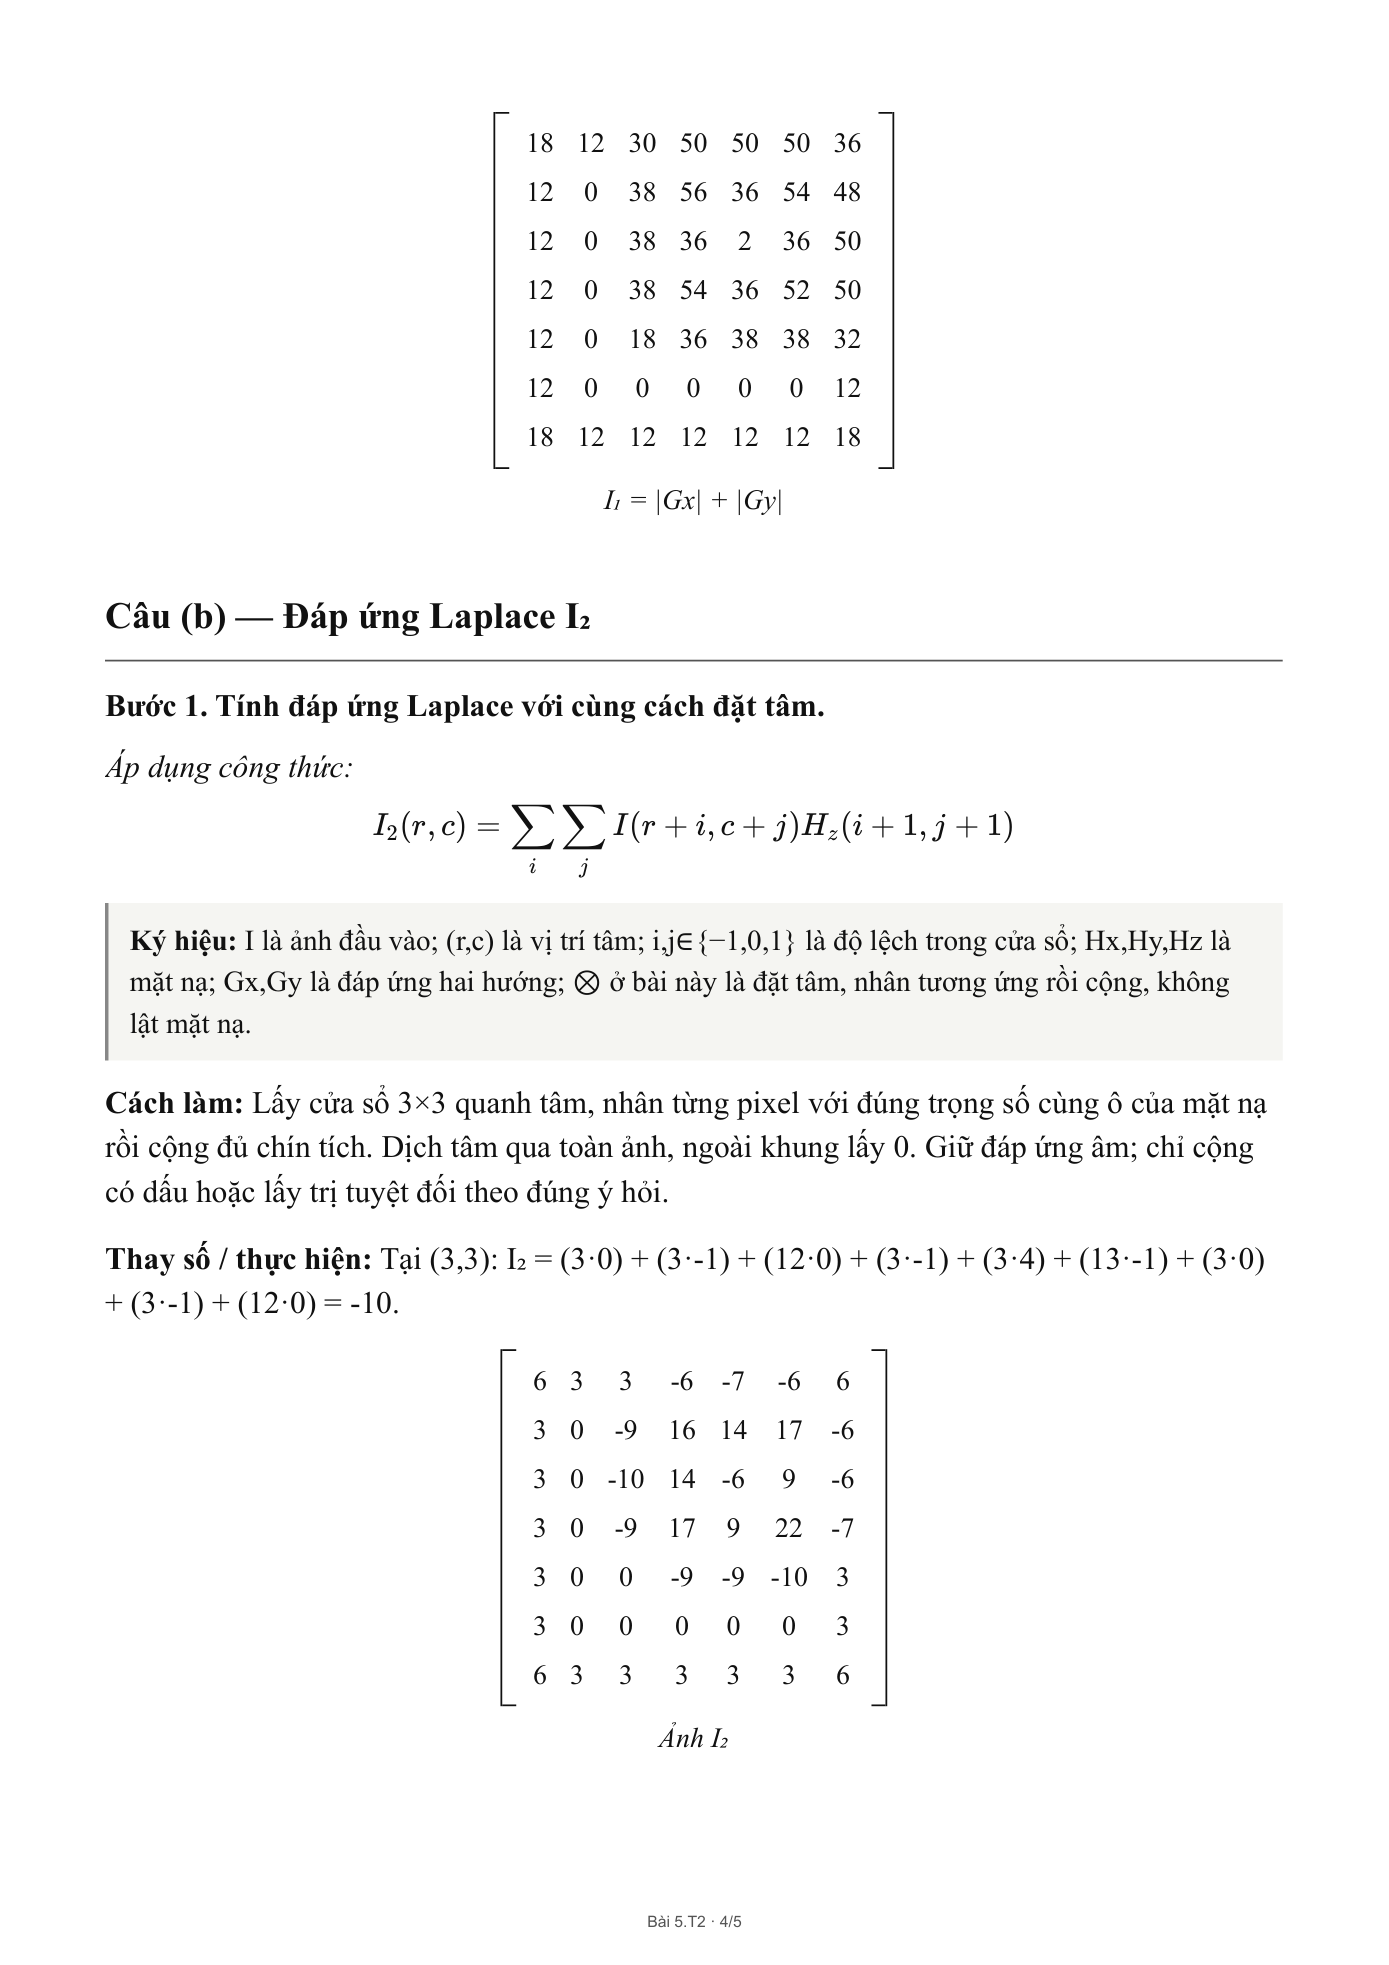 18 12 30 50 50 50 36
12 0 38 56 36 54 48
12 0 38 36 2 36 50
12 0 38 54 36 52 50
12 0 18 36 38 38 32
12 0 0 0 0 0 12
18 12 12 12 12 12 18
I₁ = |Gx| + |Gy|
Câu (b) — Đáp ứng Laplace I₂
Bước 1. Tính đáp ứng Laplace với cùng cách đặt tâm.
Áp dụng công thức:
I₂(r, c) = ∑_i ∑_j I(r + i, c + j)H_z(i + 1, j + 1)
Ký hiệu: I là ảnh đầu vào; (r,c) là vị trí tâm; i,j∈{−1,0,1} là độ lệch trong cửa sổ; Hx,Hy,Hz là
mặt nạ; Gx,Gy là đáp ứng hai hướng; ⊗ ở bài này là đặt tâm, nhân tương ứng rồi cộng, không
lật mặt nạ.
Cách làm: Lấy cửa sổ 3×3 quanh tâm, nhân từng pixel với đúng trọng số cùng ô của mặt nạ
rồi cộng đủ chín tích. Dịch tâm qua toàn ảnh, ngoài khung lấy 0. Giữ đáp ứng âm; chỉ cộng
có dấu hoặc lấy trị tuyệt đối theo đúng ý hỏi.
Thay số / thực hiện: Tại (3,3): I₂ = (3·0) + (3·-1) + (12·0) + (3·-1) + (3·4) + (13·-1) + (3·0)
+ (3·-1) + (12·0) = -10.
6 3 3 -6 -7 -6 6
3 0 -9 16 14 17 -6
3 0 -10 14 -6 9 -6
3 0 -9 17 9 22 -7
3 0 0 -9 -9 -10 3
3 0 0 0 0 0 3
6 3 3 3 3 3 6
Ảnh I₂
Bài 5.T2 · 4/5